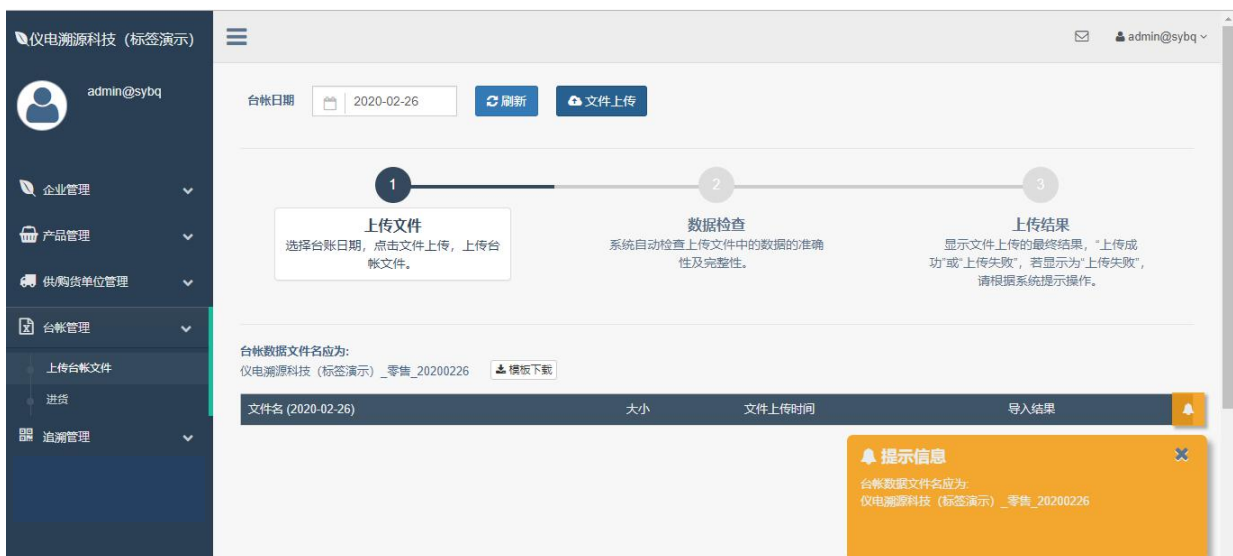 仪电溯源科技（标签演示）
admin@sybq
admin@sybq
企业管理
产品管理
供/购货单位管理
台帐管理
上传台帐文件
进货
追溯管理
台帐日期
2020-02-26
刷新
文件上传
1
上传文件
选择台账日期，点击文件上传，上传台
帐文件。
2
数据检查
系统自动检查上传文件中的数据的准确
性及完整性。
3
上传结果
显示文件上传的最终结果，“上传成
功”或“上传失败”，若显示为“上传失败”，
请根据系统提示操作。
台帐数据文件名应为:
仪电溯源科技（标签演示）_零售_20200226 模板下载
文件名 (2020-02-26) 大小 文件上传时间 导入结果
提示信息
台帐数据文件名应为:
仪电溯源科技（标签演示）_零售_20200226